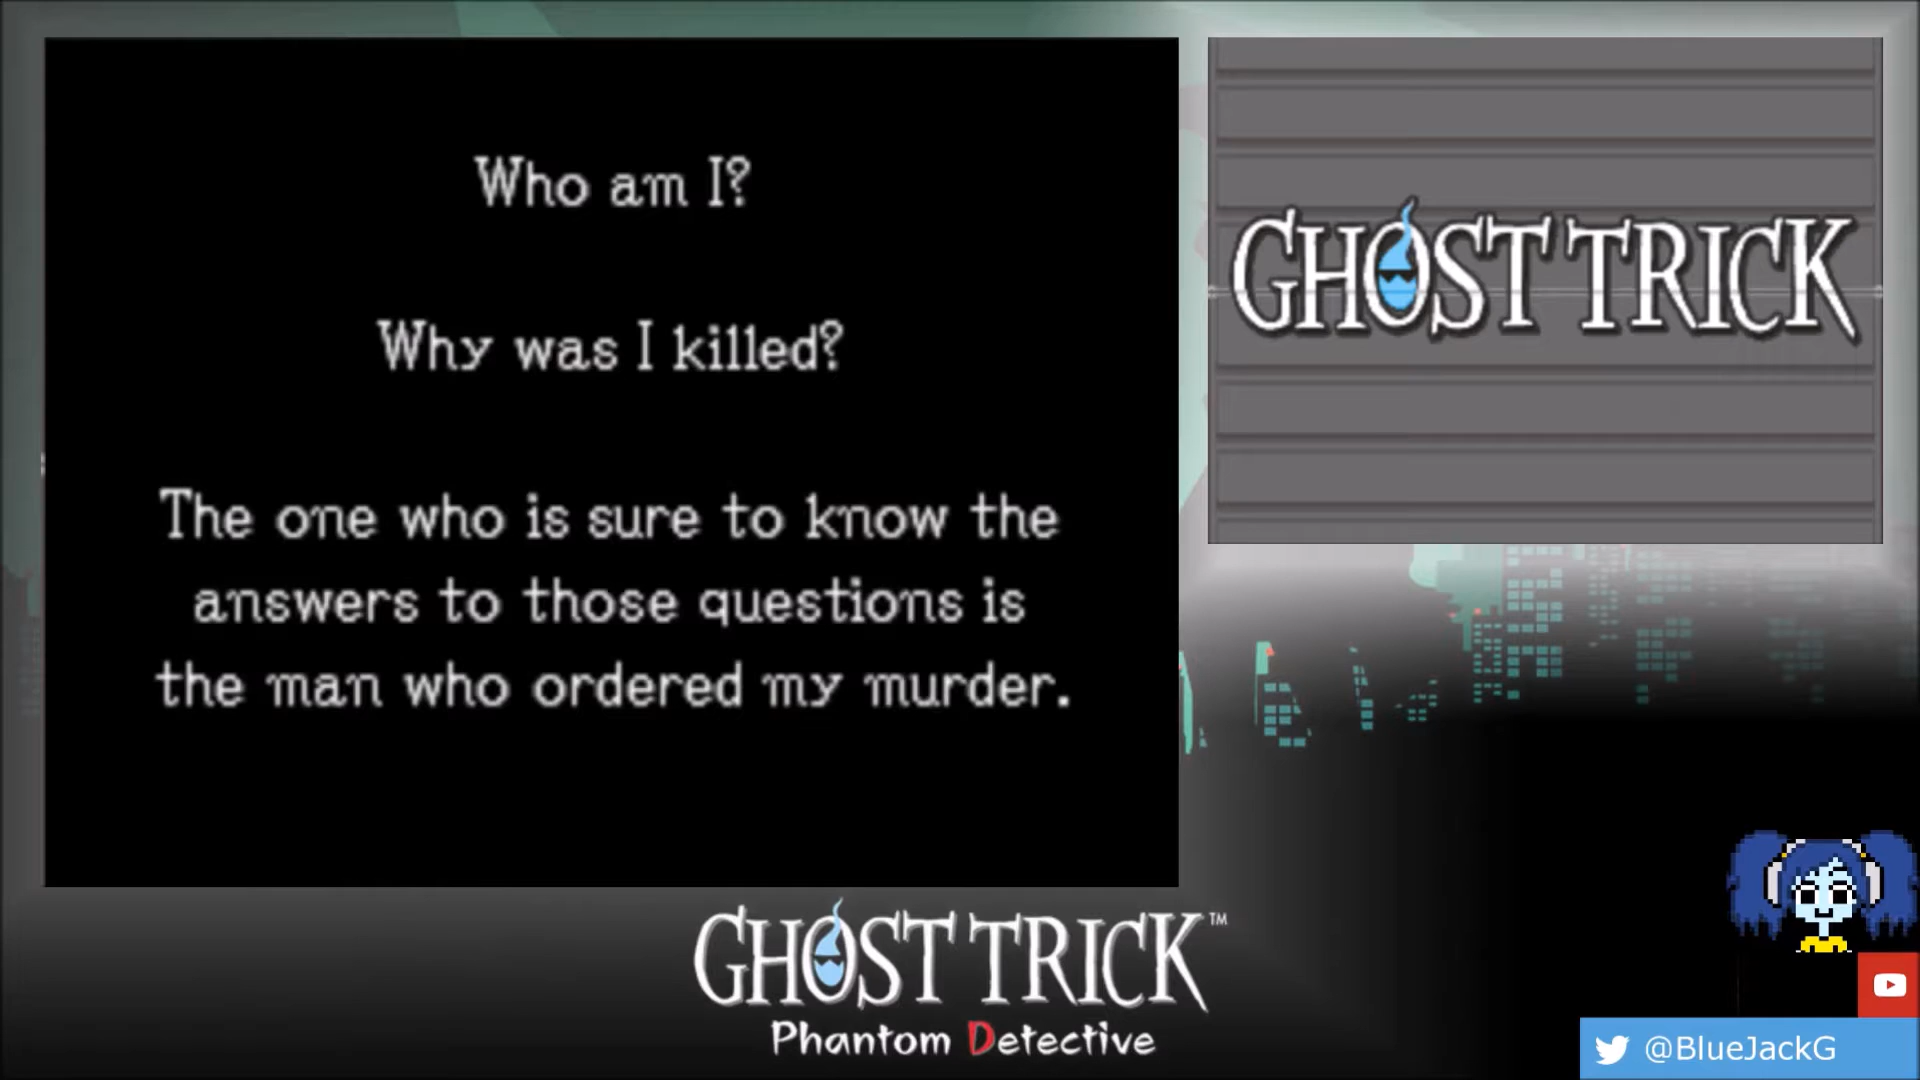 Who am I?
Why was I killed?
The one who is sure to know the
answers to those questions is
the man who ordered my murder.
GHOST TRICK
GHOST TRICK™
Phantom Detective
@BlueJackG